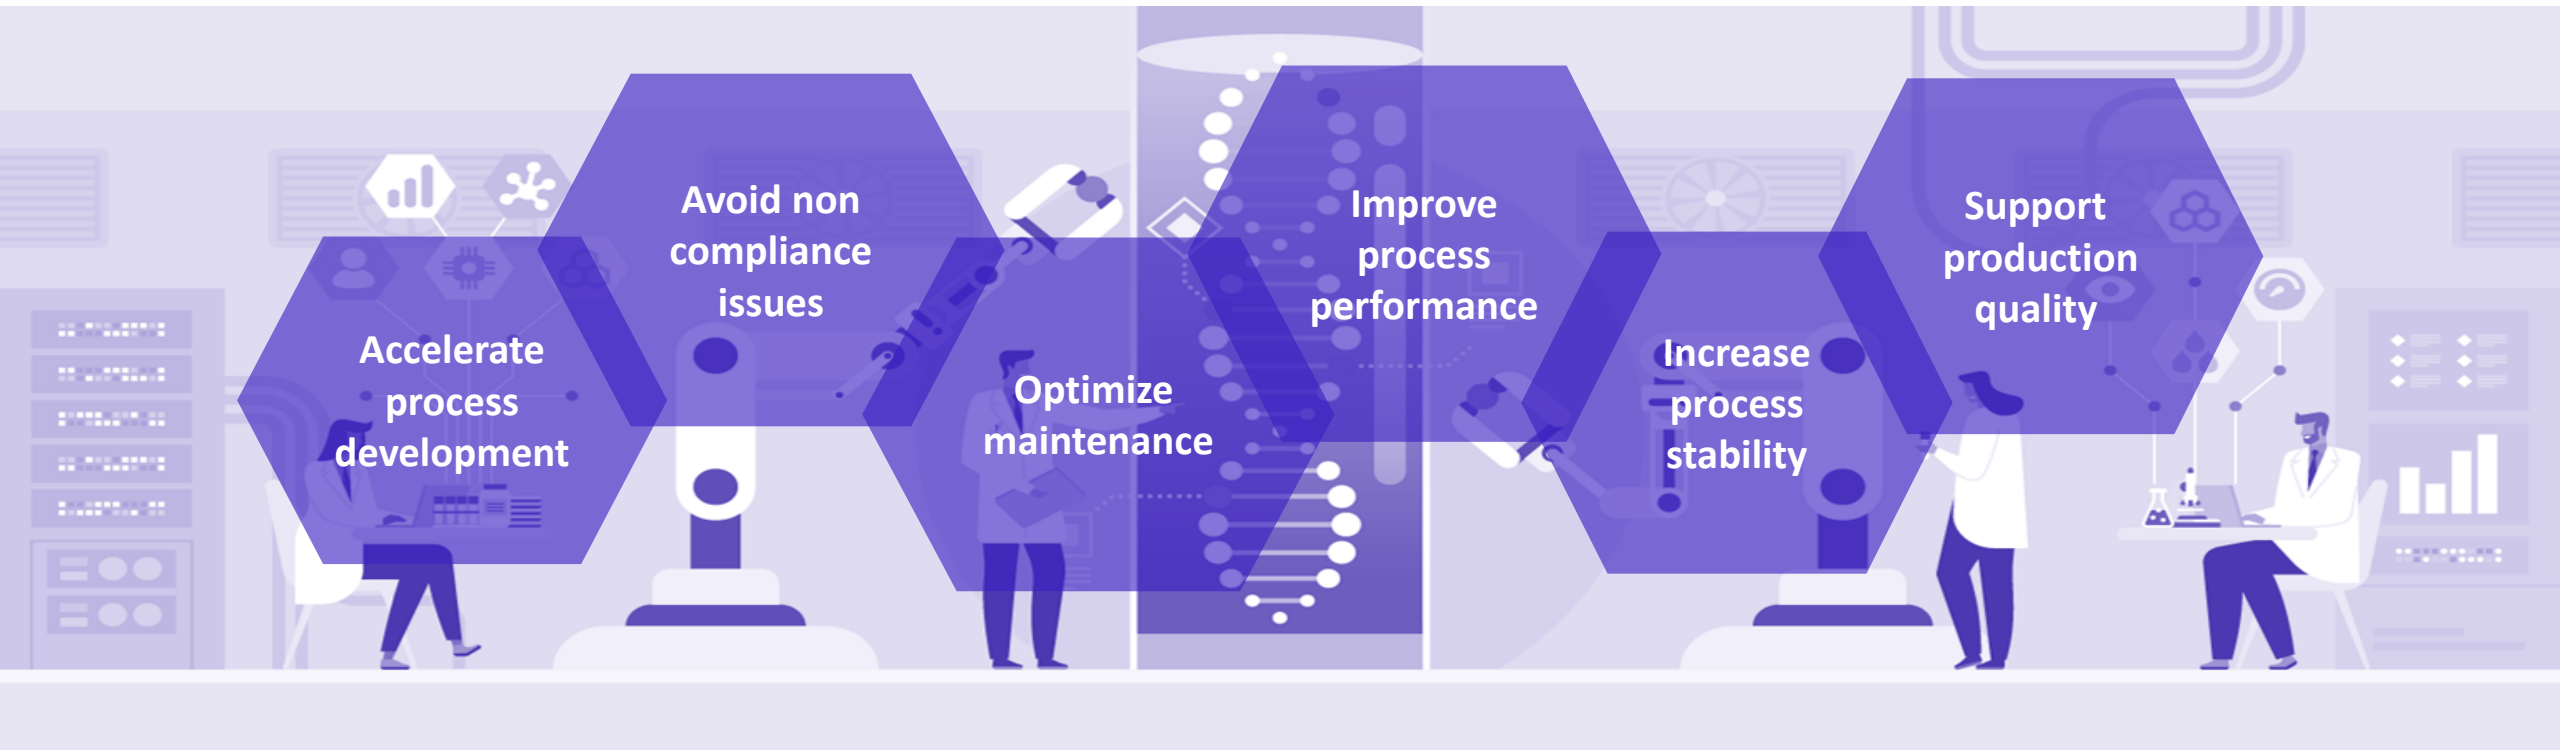 Accelerate
process
development
Avoid non
compliance
issues
Optimize
maintenance
Improve
process
performance
Increase
process
stability
Support
production
quality